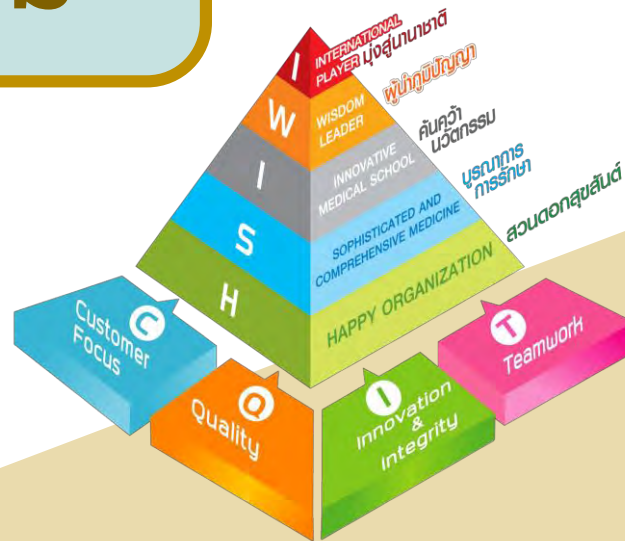 I
INTERNATIONAL
PLAYER มุ่งสู่นานาชาติ
W
WISDOM
LEADER
ผู้นำภูมิปัญญา
I
INNOVATIVE
MEDICAL SCHOOL
ค้นคว้า
นวัตกรรม
S
SOPHISTICATED AND
COMPREHENSIVE MEDICINE
บูรณาการ
การรักษา
H
HAPPY ORGANIZATION
สวนดอกสุขสันต์
C
Customer
Focus
Q
Quality
I
Innovation
&
Integrity
T
Teamwork